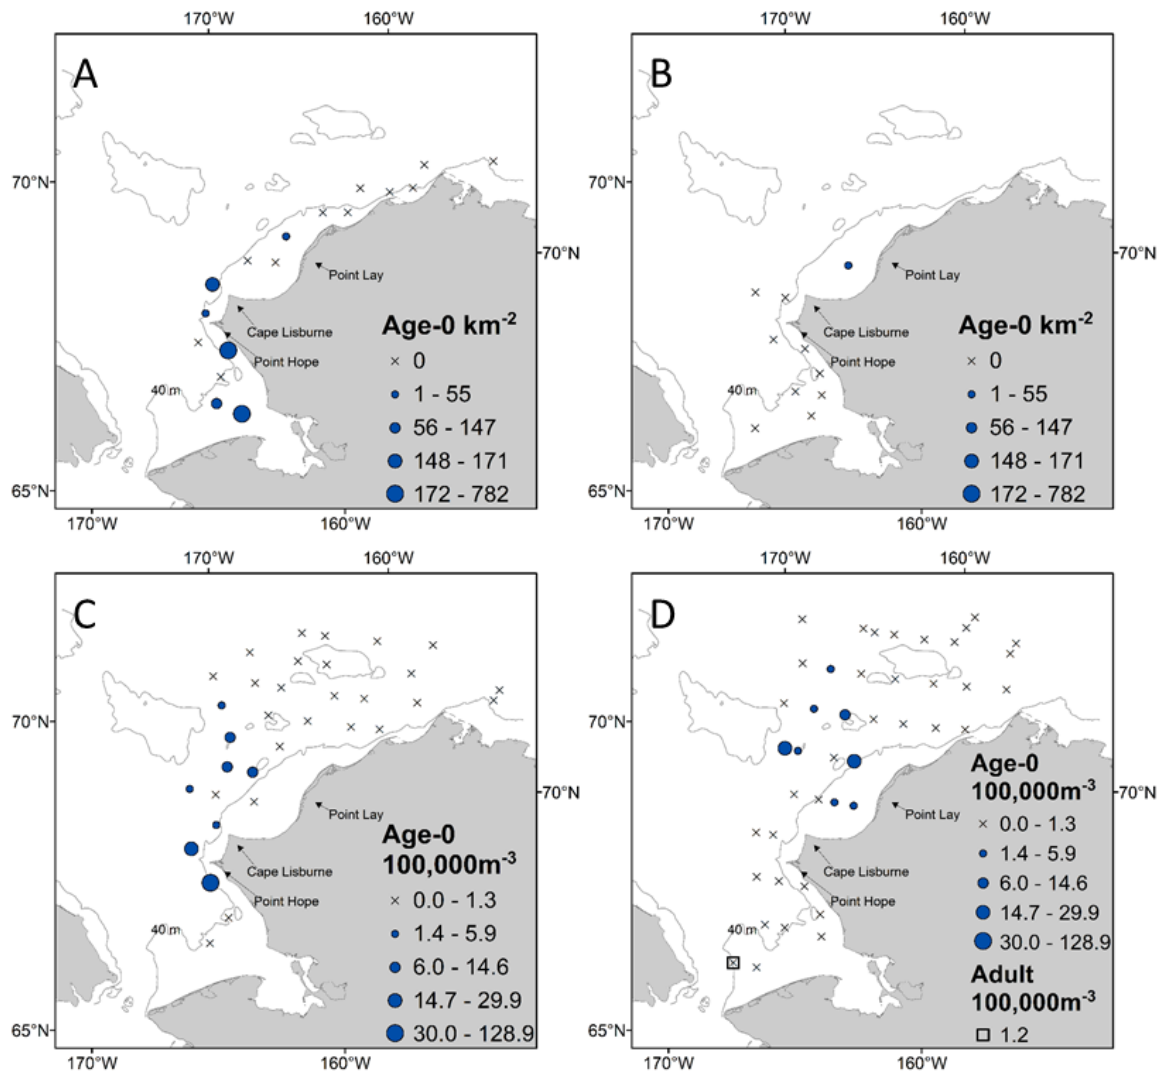 170°W 160°W 170°W 160°W
A B
70°N 70°N
70°N 70°N
Point Lay Point Lay
Age-0 km-2 Age-0 km-2
Cape Lisburne Cape Lisburne
0 0
Point Hope Point Hope
40 m 40 m
1 - 55 1 - 55
56 - 147 56 - 147
148 - 171 148 - 171
65°N 172 - 782 65°N 172 - 782
170°W 160°W 170°W 160°W
170°W 160°W 170°W 160°W
C D
70°N 70°N
Age-0
100,000m-3
70°N 70°N
Point Lay Point Lay
0.0 - 1.3
Age-0
100,000m-3
1.4 - 5.9
Cape Lisburne Cape Lisburne
6.0 - 14.6
0.0 - 1.3
Point Hope Point Hope
14.7 - 29.9
40 m 40 m
1.4 - 5.9
30.0 - 128.9
6.0 - 14.6
Adult
100,000m-3
14.7 - 29.9
65°N 30.0 - 128.9 65°N 1.2
170°W 160°W 170°W 160°W